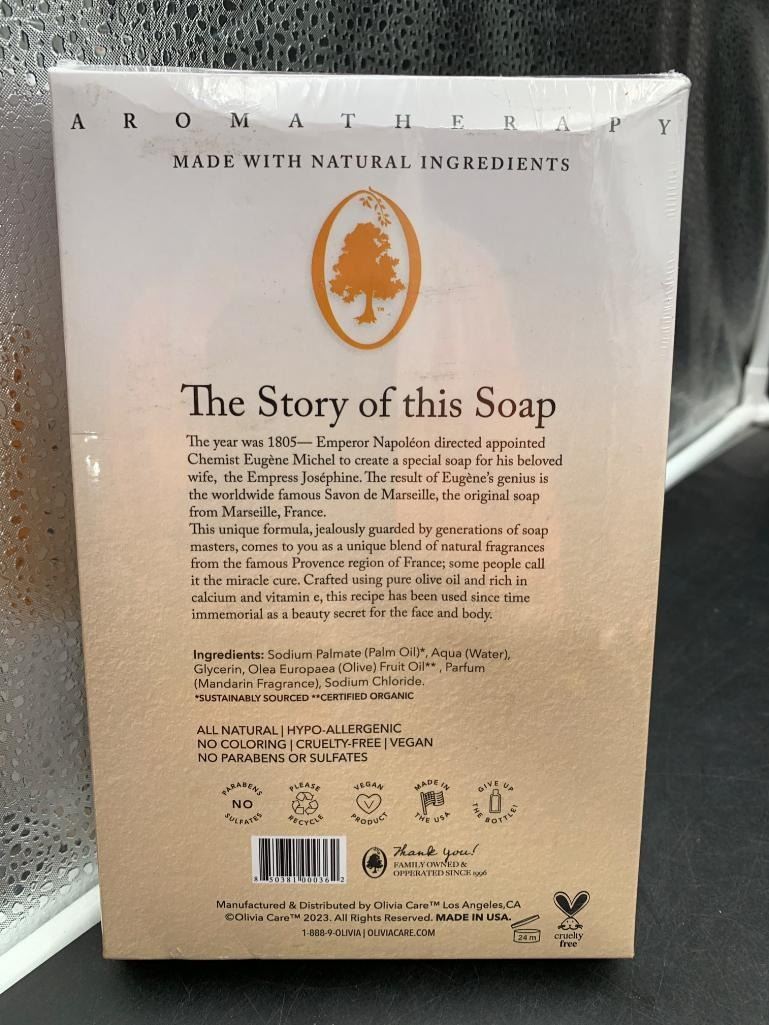 AROMATHERAPY
MADE WITH NATURAL INGREDIENTS
TM
The Story of this Soap
The year was 1805— Emperor Napoléon directed appointed
Chemist Eugène Michel to create a special soap for his beloved
wife, the Empress Joséphine. The result of Eugène's genius is
the worldwide famous Savon de Marseille, the original soap
from Marseille, France.
This unique formula, jealously guarded by generations of soap
masters, comes to you as a unique blend of natural fragrances
from the famous Provence region of France; some people call
it the miracle cure. Crafted using pure olive oil and rich in
calcium and vitamin e, this recipe has been used since time
immemorial as a beauty secret for the face and body.
Ingredients: Sodium Palmate (Palm Oil)*, Aqua (Water),
Glycerin, Olea Europaea (Olive) Fruit Oil** , Parfum
(Mandarin Fragrance), Sodium Chloride.
*SUSTAINABLY SOURCED **CERTIFIED ORGANIC
ALL NATURAL | HYPO-ALLERGENIC
NO COLORING | CRUELTY-FREE | VEGAN
NO PARABENS OR SULFATES
PARABENS NO SULFATES
PLEASE RECYCLE
VEGAN PRODUCT
MADE IN THE USA
GIVE UP THE BOTTLE!
8 50381 00036 2
Thank you!
FAMILY OWNED &
OPPERATED SINCE 1996
Manufactured & Distributed by Olivia Care™ Los Angeles,CA
©Olivia Care™ 2023. All Rights Reserved. MADE IN USA.
1-888-9-OLIVIA | OLIVIACARE.COM
24 m
cruelty
free